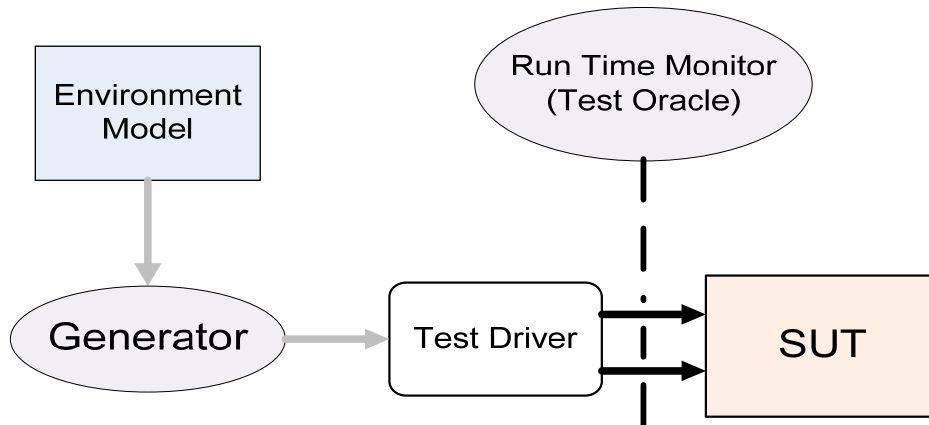 Environment
Model
Run Time Monitor
(Test Oracle)
Generator
Test Driver
SUT